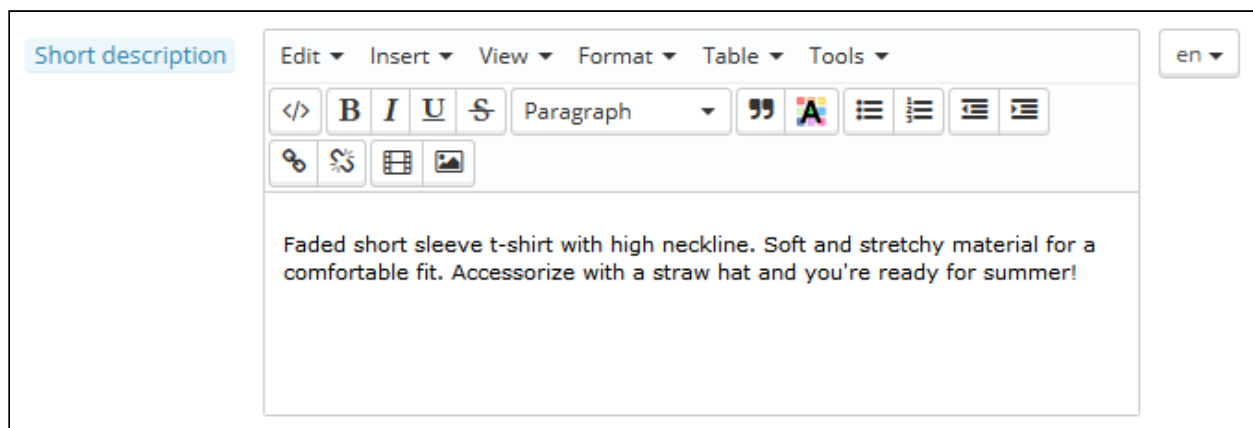 Short description
Edit Insert View Format Table Tools
en
</> B I U S Paragraph A
Faded short sleeve t-shirt with high neckline. Soft and stretchy material for a
comfortable fit. Accessorize with a straw hat and you're ready for summer!